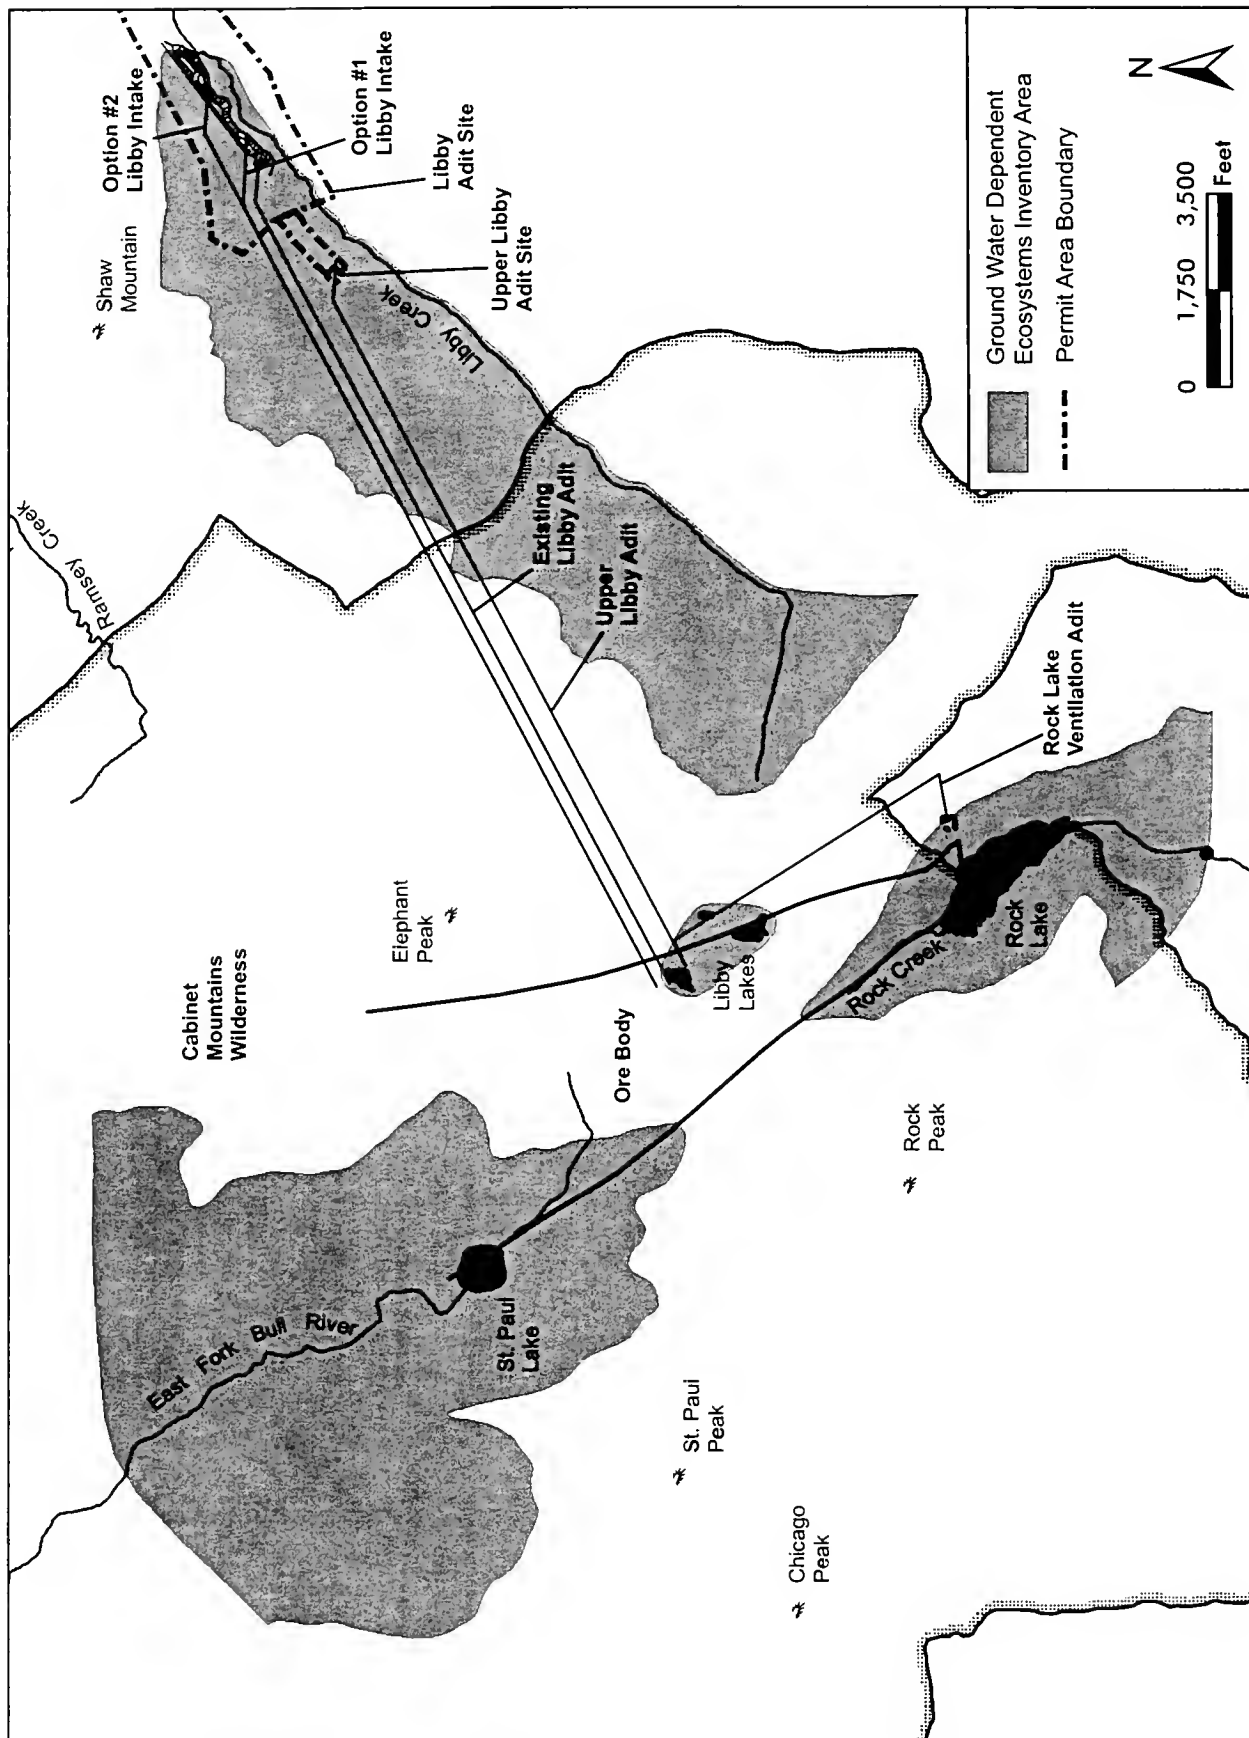 Ramsey Creek
Shaw
Mountain
Option #2
Libby Intake
Option #1
Libby Intake
Libby
Adit Site
Upper Libby
Adit Site
Libby Creek
Existing
Libby Adit
Upper
Libby Adit
Cabinet
Mountains
Wilderness
Elephant
Peak
East Fork Bull River
St. Paul
Lake
Ore Body
Libby
Lakes
Rock Creek
Rock
Lake
Rock Lake
Ventilation Adit
Rock
Peak
St. Paul
Peak
Chicago
Peak
Ground Water Dependent
Ecosystems Inventory Area
Permit Area Boundary
0 1,750 3,500
Feet
N